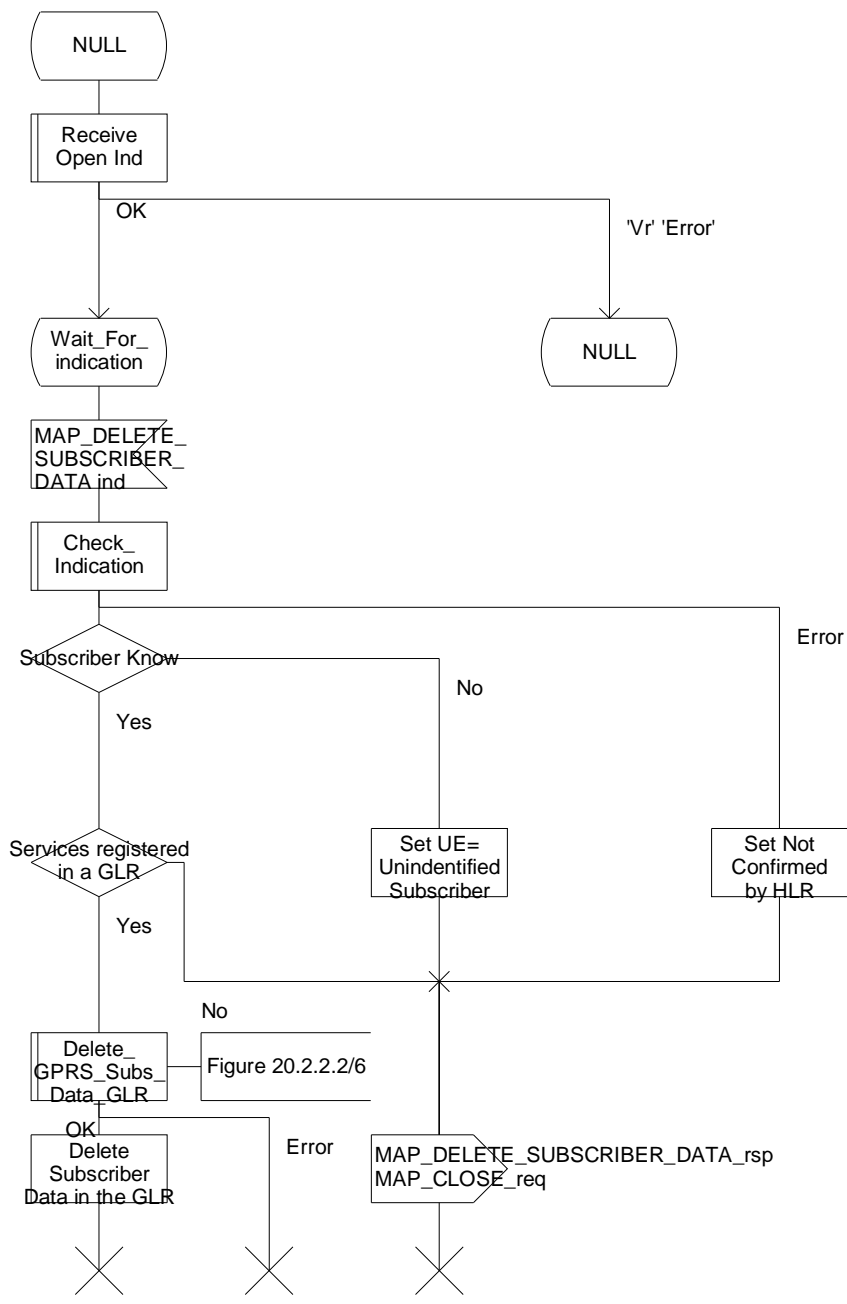 NULL
Receive
Open Ind
OK
'Vr' 'Error'
Wait_For_
indication
NULL
MAP_DELETE_
SUBSCRIBER_
DATA ind
Check_
Indication
Error
Subscriber Know
No
Yes
Services registered
in a GLR
Set UE=
Unindentified
Subscriber
Set Not
Confirmed
by HLR
Yes
No
Delete_
GPRS_Subs_
Data_GLR
Figure 20.2.2.2/6
OK
Error
Delete
Subscriber
Data in the GLR
MAP_DELETE_SUBSCRIBER_DATA_rsp
MAP_CLOSE_req